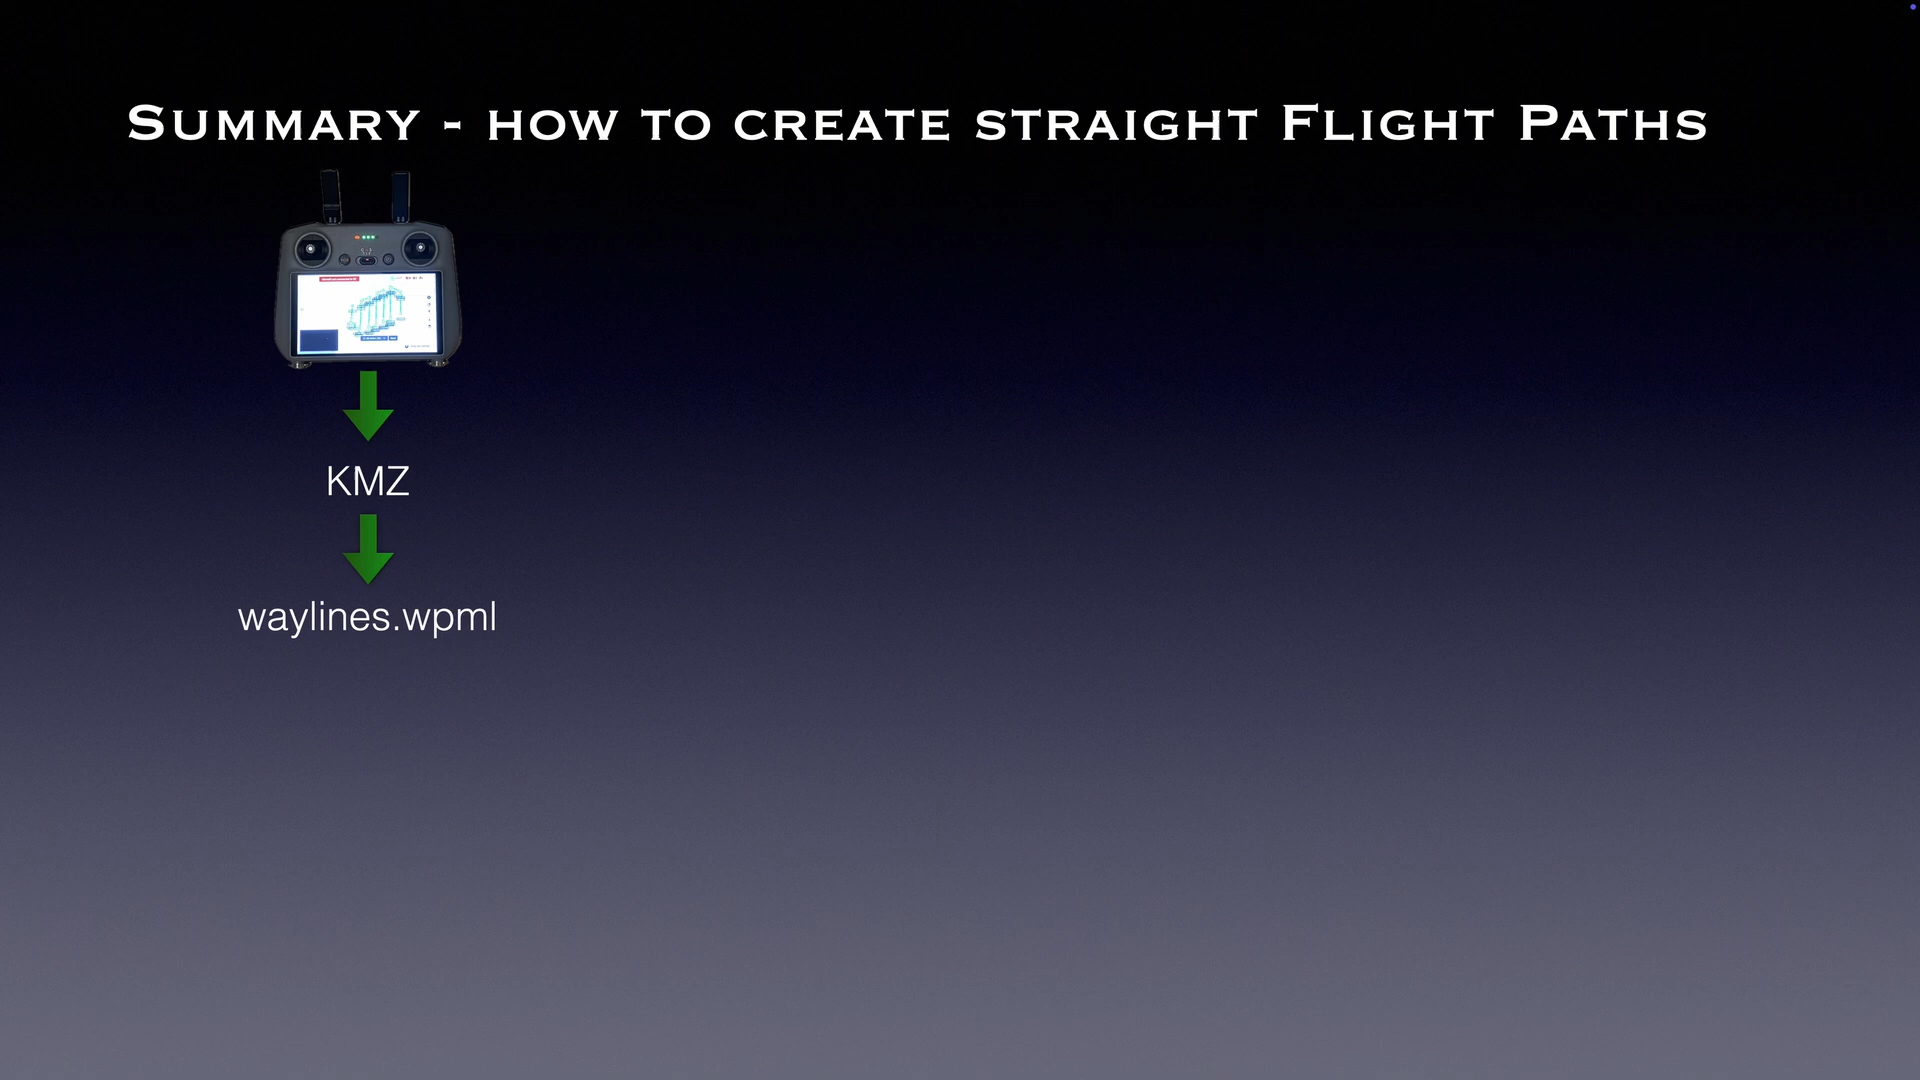 Summary - how to create straight Flight Paths
KMZ
waylines.wpml